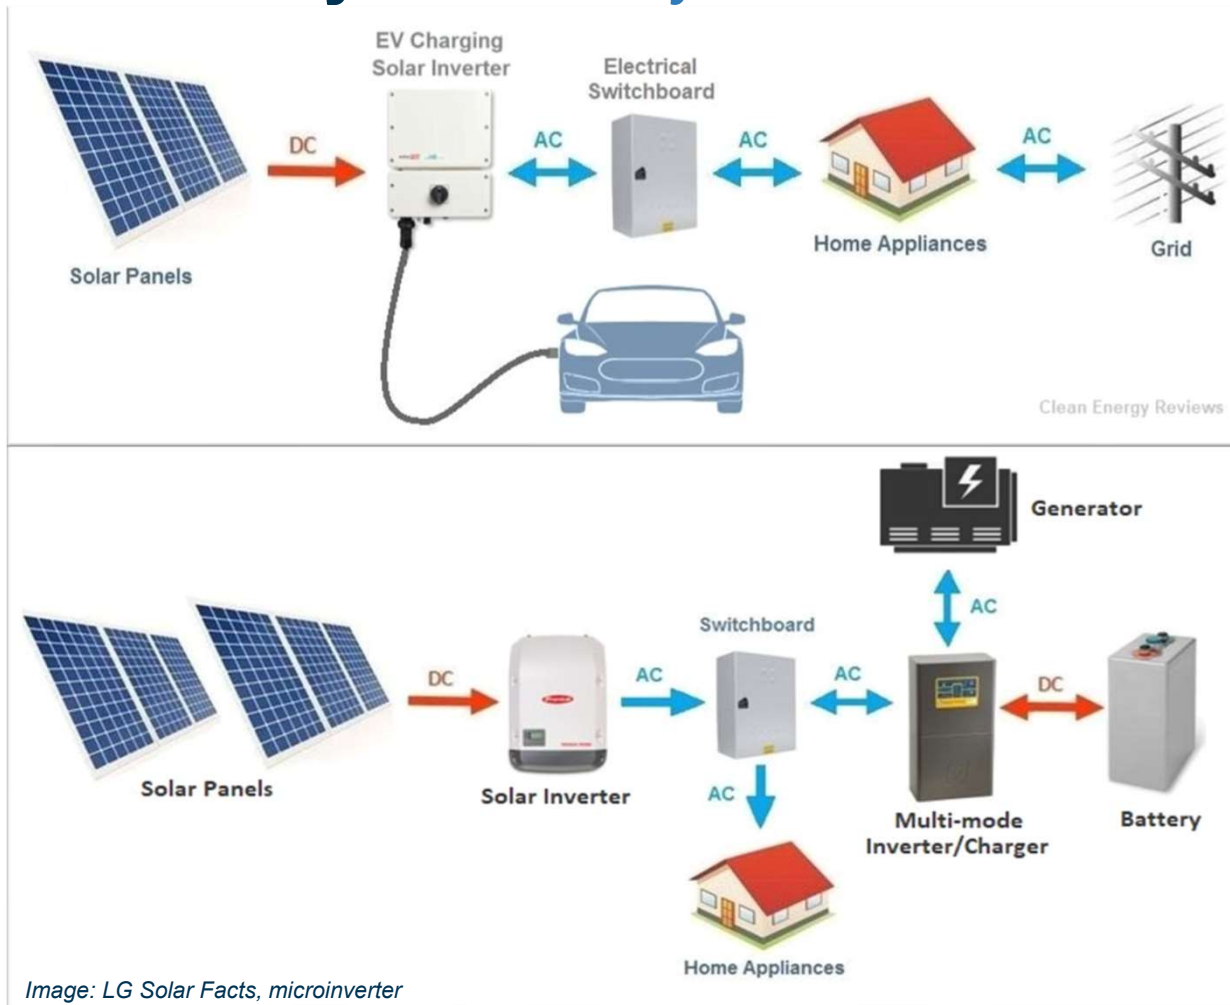 EV Charging
Solar Inverter
Electrical
Switchboard
DC
AC
AC
AC
Solar Panels
Home Appliances
Grid
Clean Energy Reviews
Generator
AC
Switchboard
DC
AC
AC
DC
Solar Panels
Solar Inverter
AC
Multi-mode
Inverter/Charger
Battery
Home Appliances
Image: LG Solar Facts, microinverter